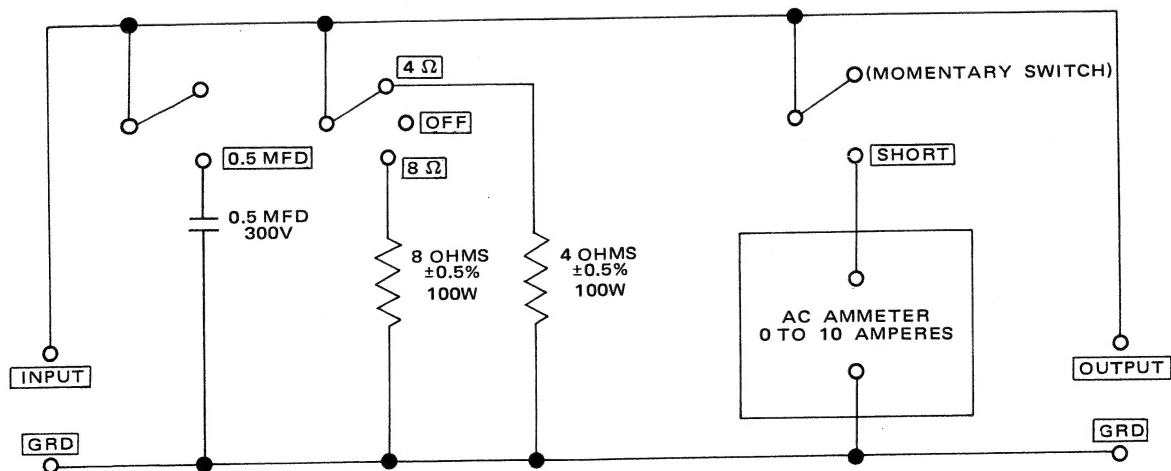 4 Ω
(MOMENTARY SWITCH)
OFF
0.5 MFD
8 Ω
SHORT
0.5 MFD
300V
8 OHMS
±0.5%
100W
4 OHMS
±0.5%
100W
AC AMMETER
0 TO 10 AMPERES
INPUT
OUTPUT
GRD
GRD